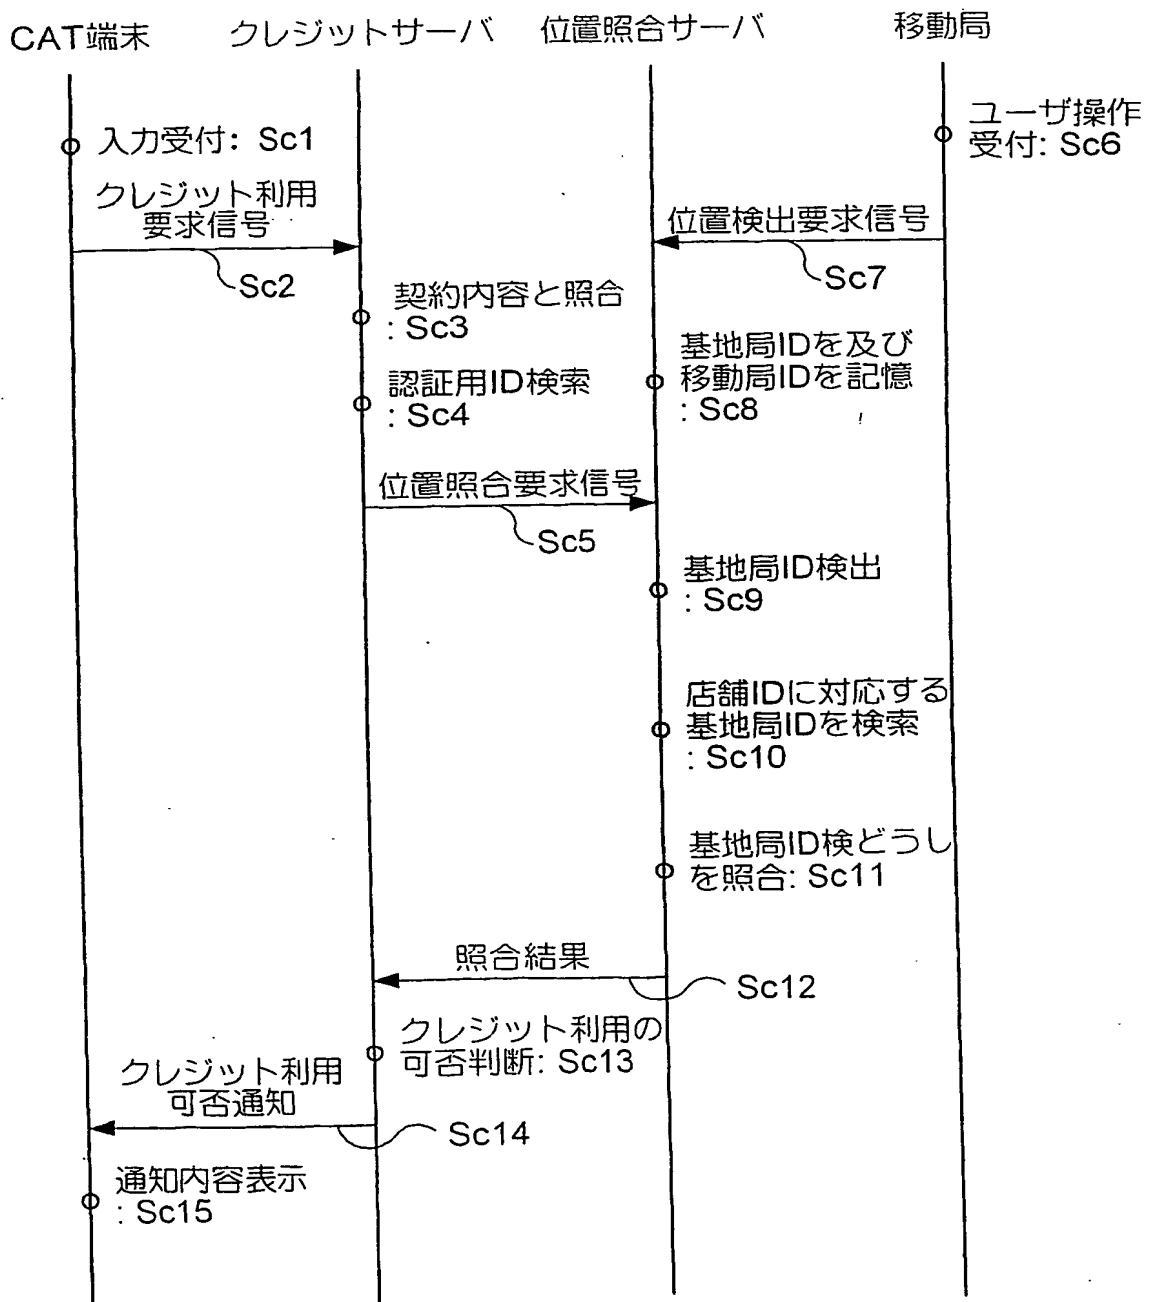 CAT端末
クレジットサーバ
位置照合サーバ
移動局
入力受付: Sc1
ユーザ操作
受付: Sc6
クレジット利用
要求信号
Sc2
位置検出要求信号
Sc7
契約内容と照合
: Sc3
基地局IDを及び
移動局IDを記憶
: Sc8
認証用ID検索
: Sc4
位置照合要求信号
Sc5
基地局ID検出
: Sc9
店舗IDに対応する
基地局IDを検索
: Sc10
基地局ID検どうし
を照合: Sc11
照合結果
Sc12
クレジット利用の
可否判断: Sc13
クレジット利用
可否通知
Sc14
通知内容表示
: Sc15